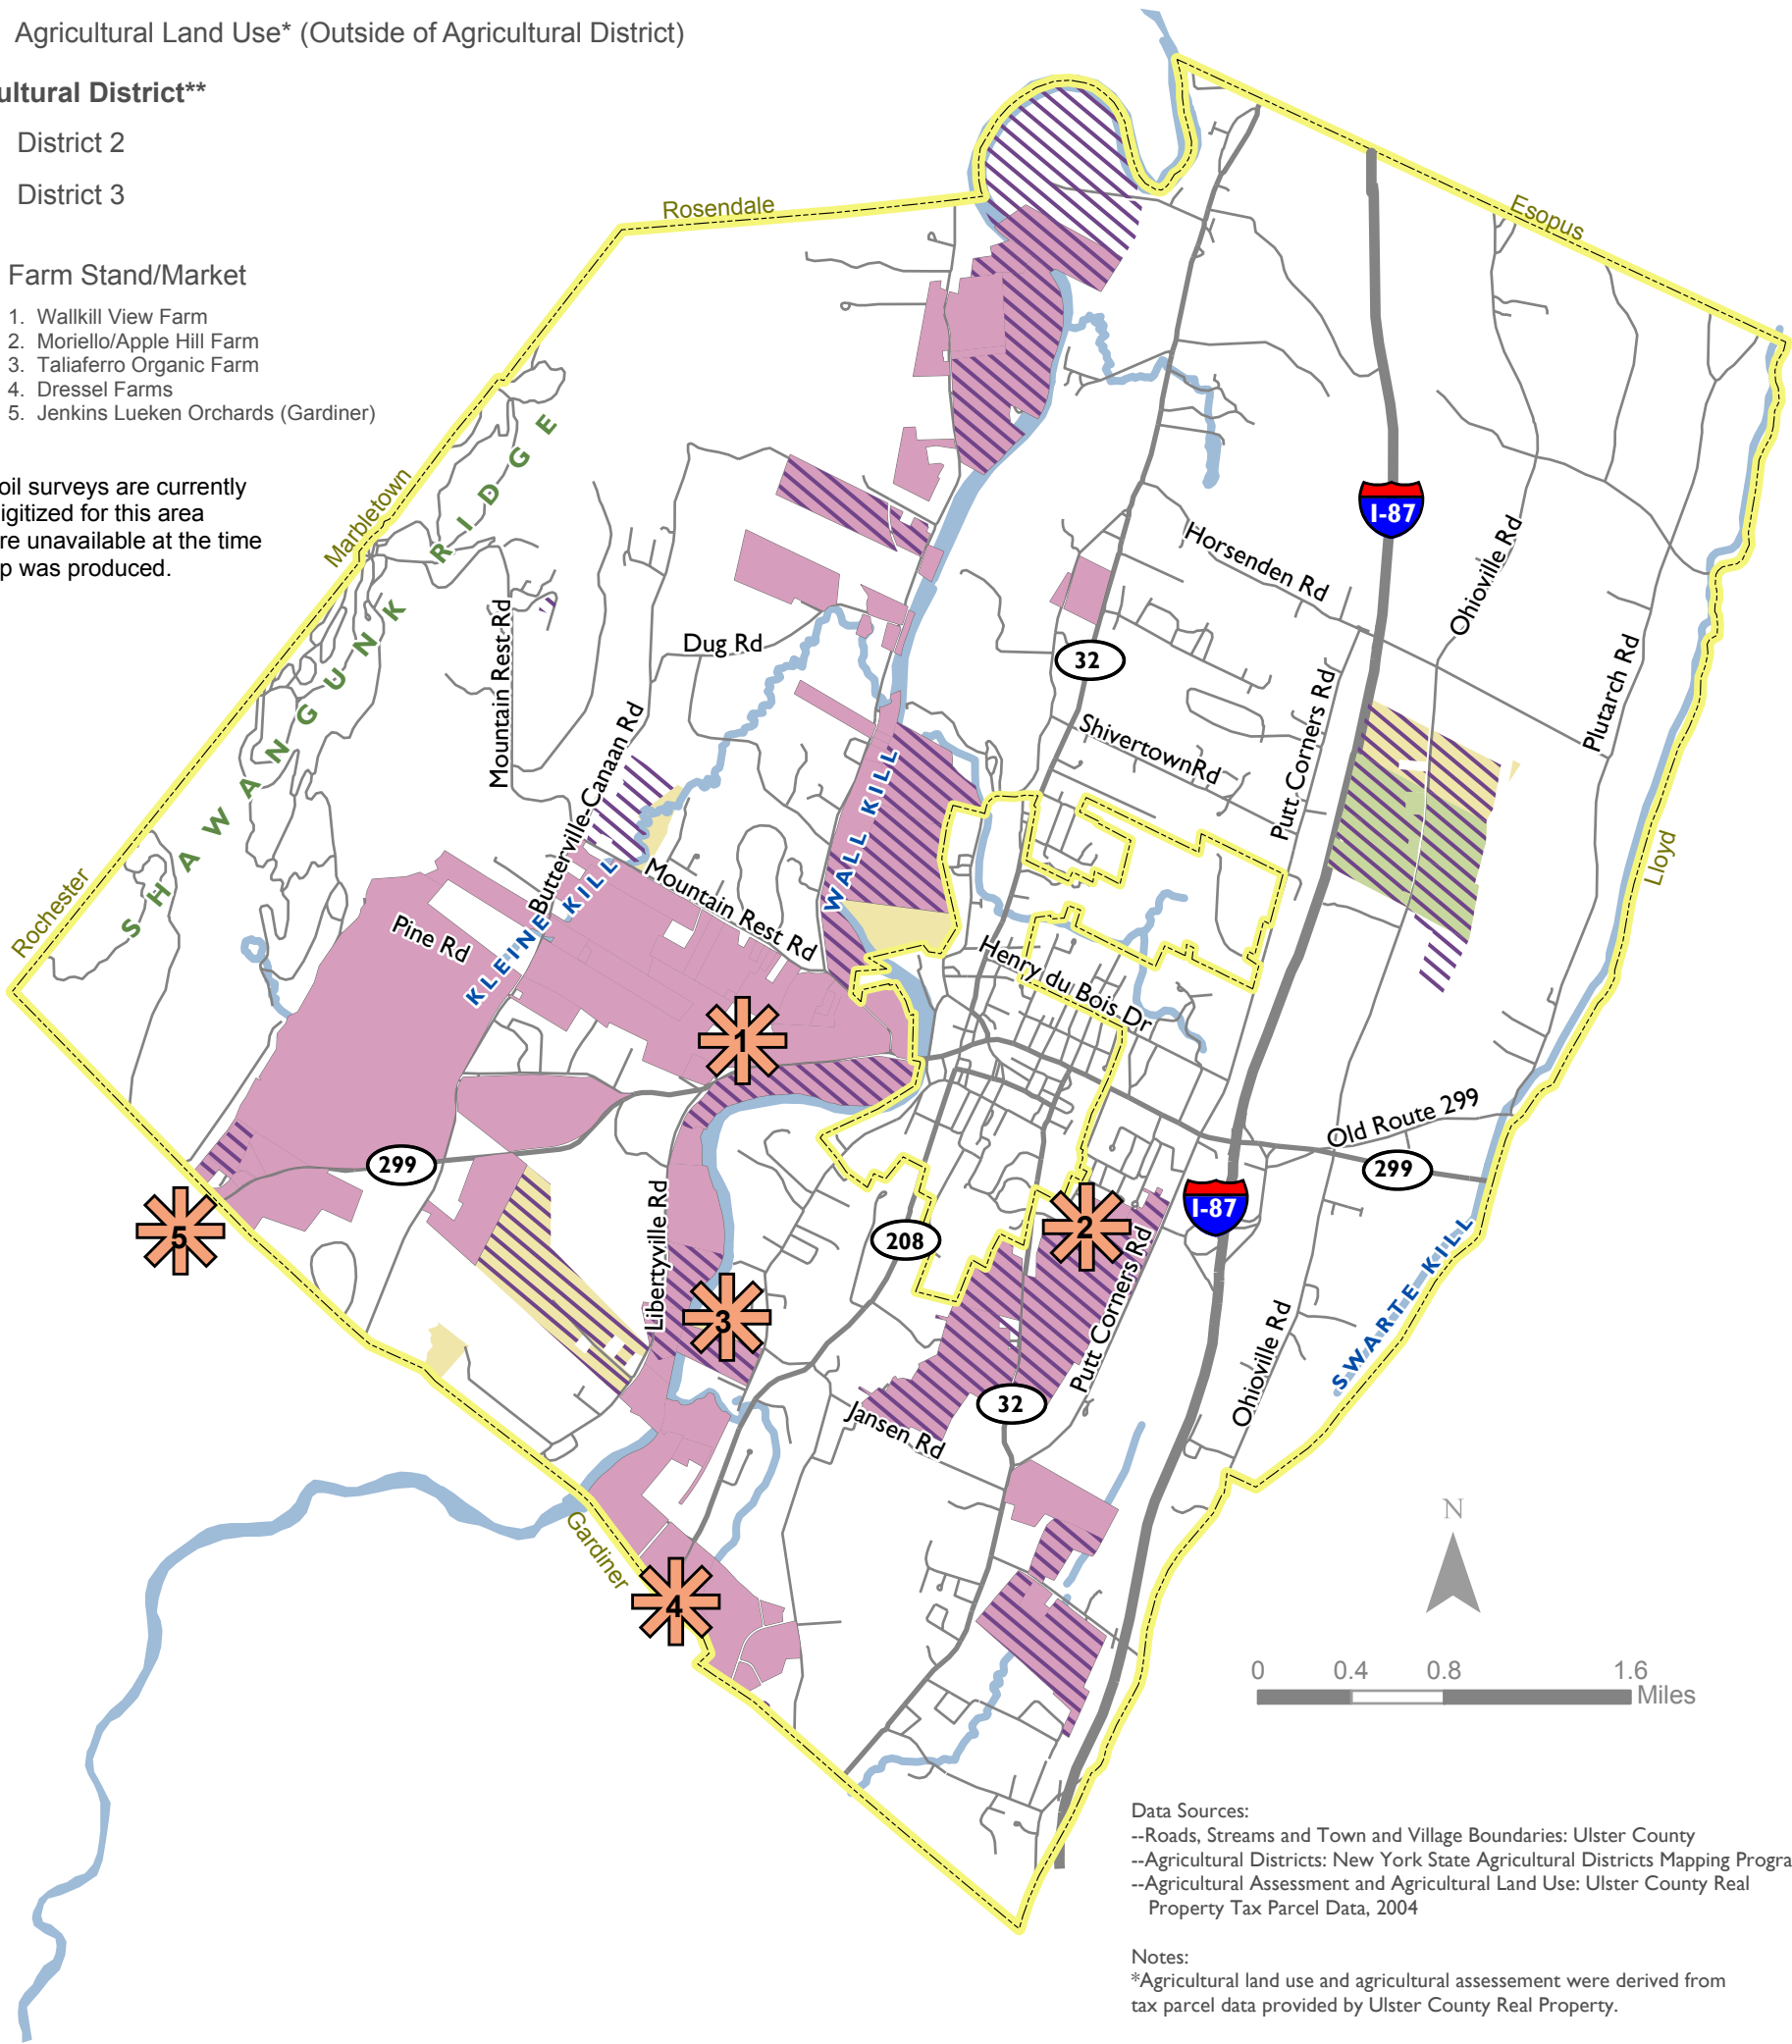 Agricultural Land Use* (Outside of Agricultural District)
ultural District**
District 2
District 3
Farm Stand/Market
1. Wallkill View Farm
2. Moriello/Apple Hill Farm
3. Taliaferro Organic Farm
4. Dressel Farms
5. Jenkins Lueken Orchards (Gardiner)
oil surveys are currently
igitized for this area
re unavailable at the time
p was produced.
Rosendale
Esopus
Marbletown
Rochester
Lloyd
Gardiner
SHAWANGUNK RIDGE
I-87
Horsenden Rd
Ohioville Rd
Plutarch Rd
Mountain Rest Rd
Dug Rd
32
Putt Corners Rd
Shivertown Rd
Butterville-Canaan Rd
WALL KILL
KLEINE KILL
Mountain Rest Rd
Pine Rd
Henry du Bois Dr
1
Old Route 299
299
299
5
Libertyville Rd
208
2
I-87
3
Putt Corners Rd
SWARTE KILL
Ohioville Rd
32
Jansen Rd
4
N
0 0.4 0.8 1.6
Miles
Data Sources:
--Roads, Streams and Town and Village Boundaries: Ulster County
--Agricultural Districts: New York State Agricultural Districts Mapping Progra
--Agricultural Assessment and Agricultural Land Use: Ulster County Real
Property Tax Parcel Data, 2004
Notes:
*Agricultural land use and agricultural assessement were derived from
tax parcel data provided by Ulster County Real Property.